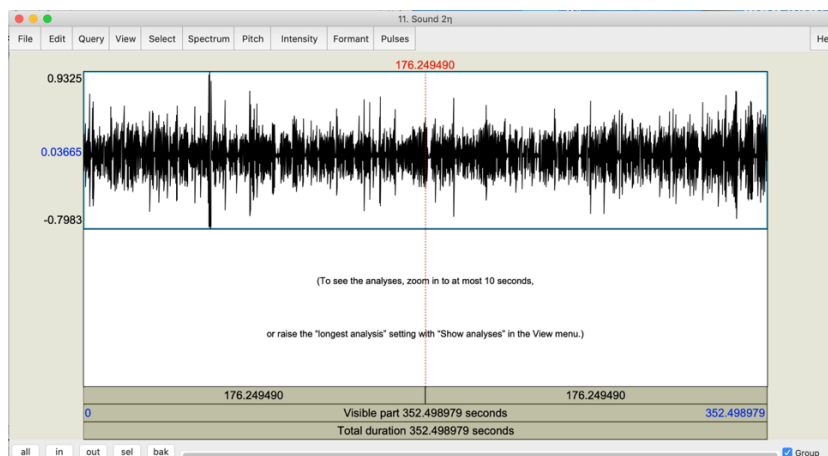 11. Sound 2η
File Edit Query View Select Spectrum Pitch Intensity Formant Pulses
176.249490
0.9325
0.03665
-0.7983
(To see the analyses, zoom in to at most 10 seconds,
or raise the "longest analysis" setting with "Show analyses" in the View menu.)
176.249490 176.249490
0 Visible part 352.498979 seconds 352.498979
Total duration 352.498979 seconds
all in out sel bak Group